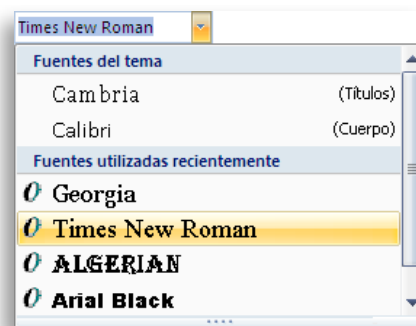 Times New Roman
Fuentes del tema
Cambria (Títulos)
Calibri (Cuerpo)
Fuentes utilizadas recientemente
Georgia
Times New Roman
ALGERIAN
Arial Black